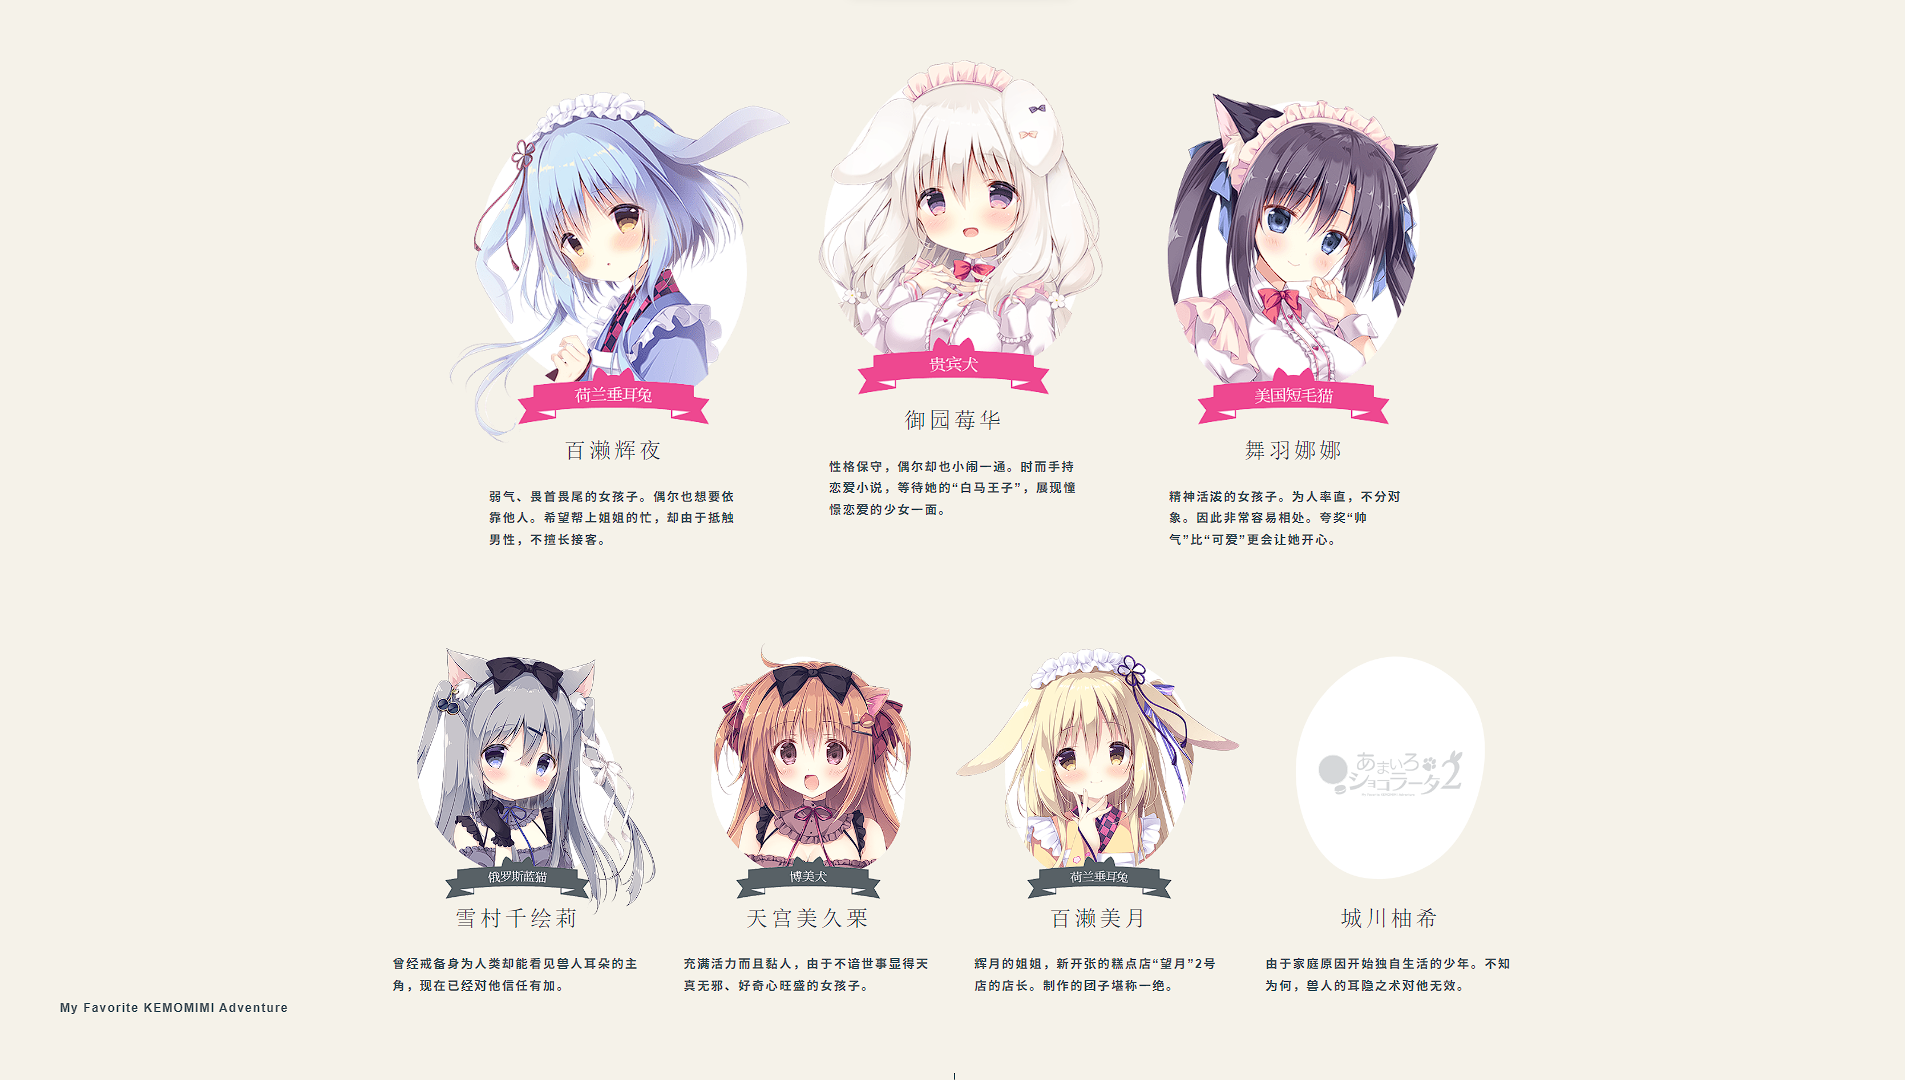 荷兰垂耳兔
百濑辉夜
弱气、畏首畏尾的女孩子。偶尔也想要依
靠他人。希望帮上姐姐的忙，却由于抵触
男性，不擅长接客。
贵宾犬
御园莓华
性格保守，偶尔却也小闹一通。时而手持
恋爱小说，等待她的“白马王子”，展现憧
憬恋爱的少女一面。
美国短毛猫
舞羽娜娜
精神活泼的女孩子。为人率直，不分对
象。因此非常容易相处。夸奖“帅
气”比“可爱”更会让她开心。
俄罗斯蓝猫
雪村千绘莉
曾经戒备身为人类却能看见兽人耳朵的主
角，现在已经对他信任有加。
博美犬
天宫美久栗
充满活力而且黏人，由于不谙世事显得天
真无邪、好奇心旺盛的女孩子。
荷兰垂耳兔
百濑美月
辉月的姐姐，新开张的糕点店“望月”2号
店的店长。制作的团子堪称一绝。
あまいろ
ショコラータ2
城川柚希
由于家庭原因开始独自生活的少年。不知
为何，兽人的耳隐之术对他无效。
My Favorite KEMOMIMI Adventure